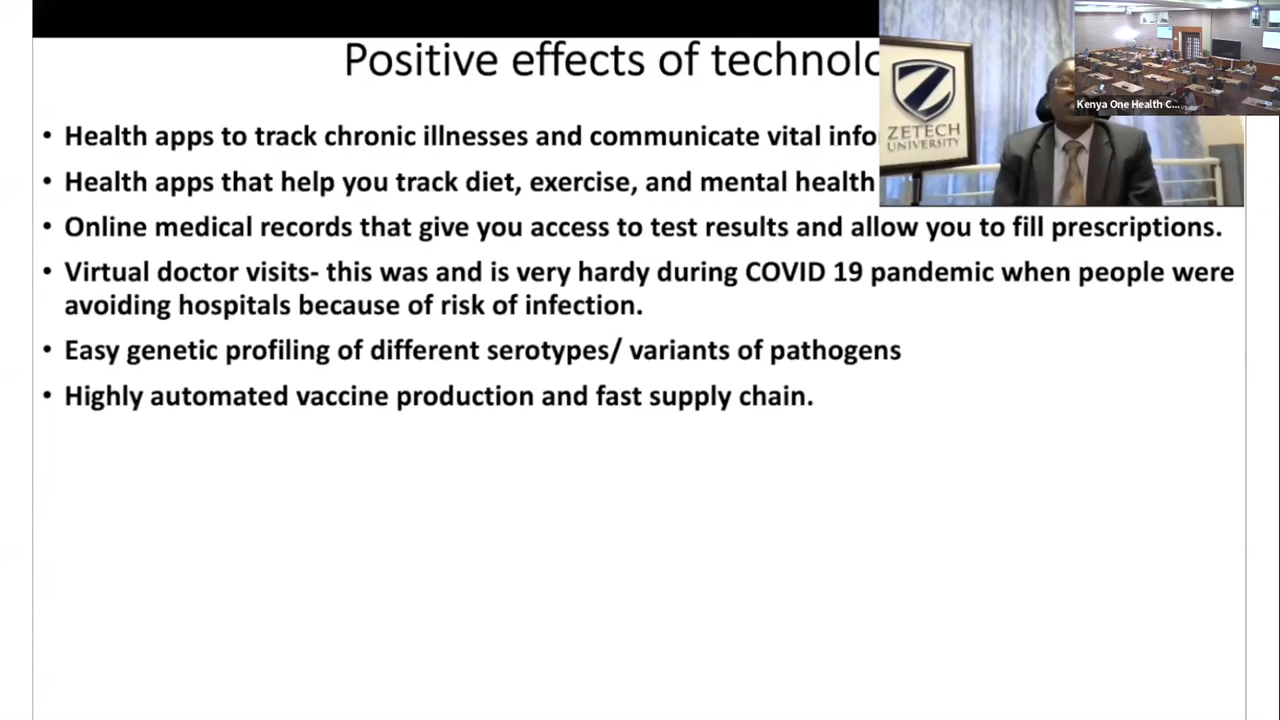 Positive effects of technolo
• Health apps to track chronic illnesses and communicate vital info
• Health apps that help you track diet, exercise, and mental health
• Online medical records that give you access to test results and allow you to fill prescriptions.
• Virtual doctor visits- this was and is very hardy during COVID 19 pandemic when people were
avoiding hospitals because of risk of infection.
• Easy genetic profiling of different serotypes/ variants of pathogens
• Highly automated vaccine production and fast supply chain.
Z
ZETECH
UNIVERSITY
Kenya One Health C...